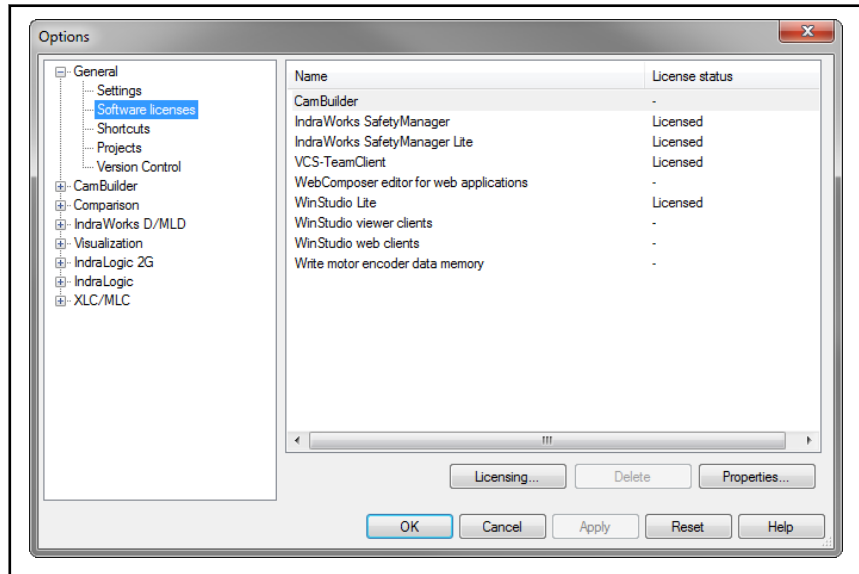 Options
General
Settings
Software licenses
Shortcuts
Projects
Version Control
CamBuilder
Comparison
IndraWorks D/MLD
Visualization
IndraLogic 2G
IndraLogic
XLC/MLC
Name License status
CamBuilder -
IndraWorks SafetyManager Licensed
IndraWorks SafetyManager Lite Licensed
VCS-TeamClient Licensed
WebComposer editor for web applications -
WinStudio Lite Licensed
WinStudio viewer clients -
WinStudio web clients -
Write motor encoder data memory -
Licensing... Delete Properties...
OK Cancel Apply Reset Help